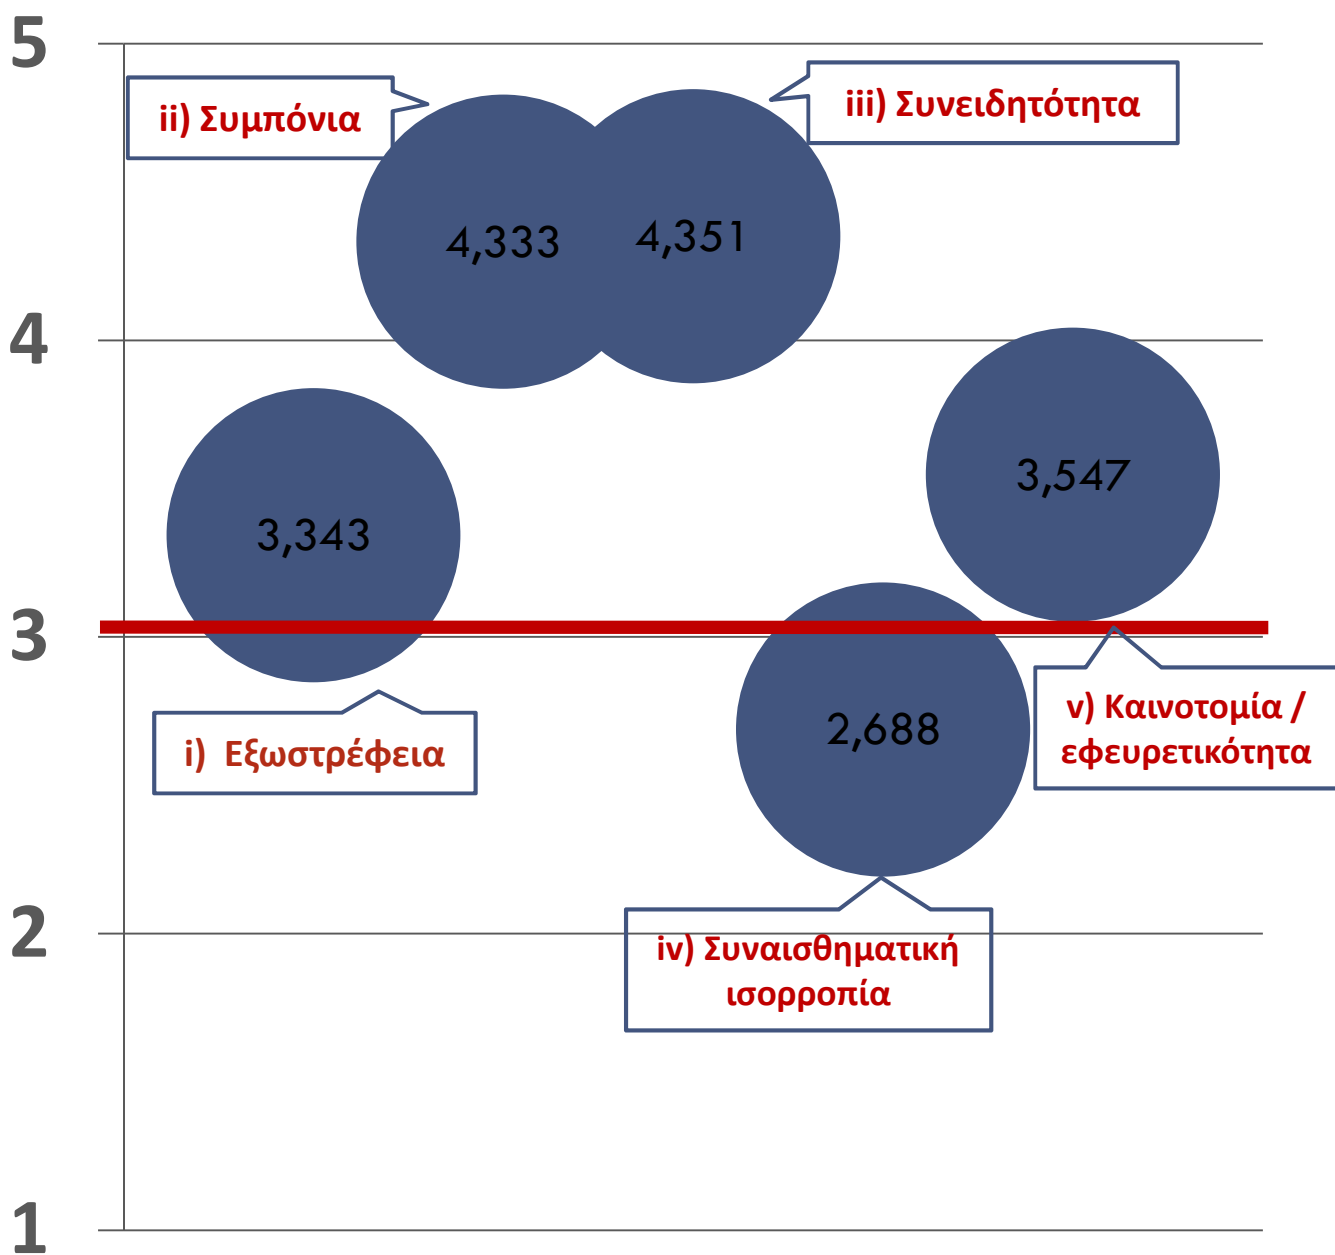 5
ii) Συμπόνια
iii) Συνειδητότητα
4,333
4,351
4
3,547
3,343
3
v) Καινοτομία /
εφευρετικότητα
2,688
i) Εξωστρέφεια
2
iv) Συναισθηματική
ισορροπία
1